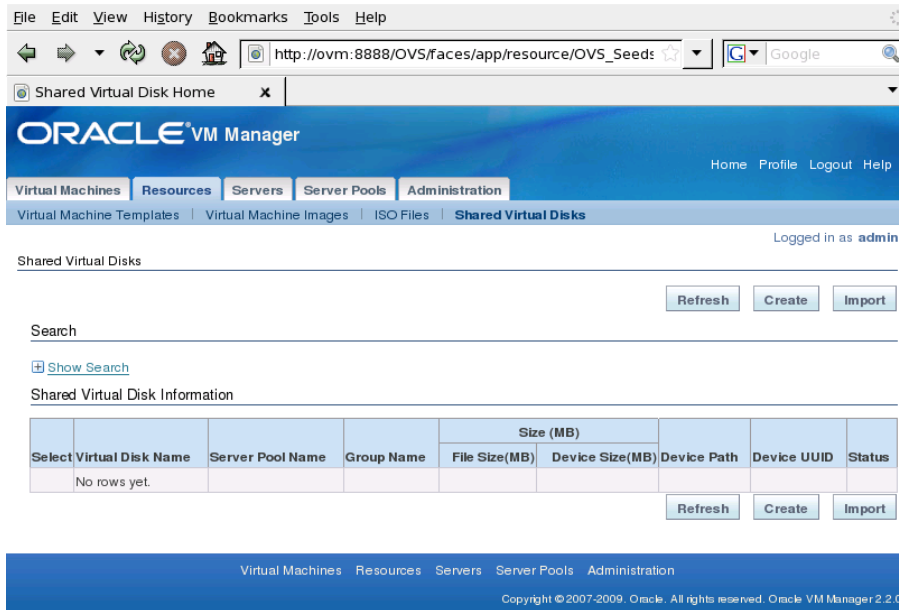 File Edit View History Bookmarks Tools Help
http://ovm:8888/OVS/faces/app/resource/OVS_Seeds G Google
Shared Virtual Disk Home x
ORACLE VM Manager
Home Profile Logout Help
Virtual Machines Resources Servers Server Pools Administration
Virtual Machine Templates | Virtual Machine Images | ISO Files | Shared Virtual Disks
Logged in as admin
Shared Virtual Disks
Refresh Create Import
Search
Show Search
Shared Virtual Disk Information
Size (MB)
Select Virtual Disk Name Server Pool Name Group Name File Size(MB) Device Size(MB) Device Path Device UUID Status
No rows yet.
Refresh Create Import
Virtual Machines Resources Servers Server Pools Administration
Copyright ©2007-2009. Oracle. All rights reserved. Oracle VM Manager 2.2.0